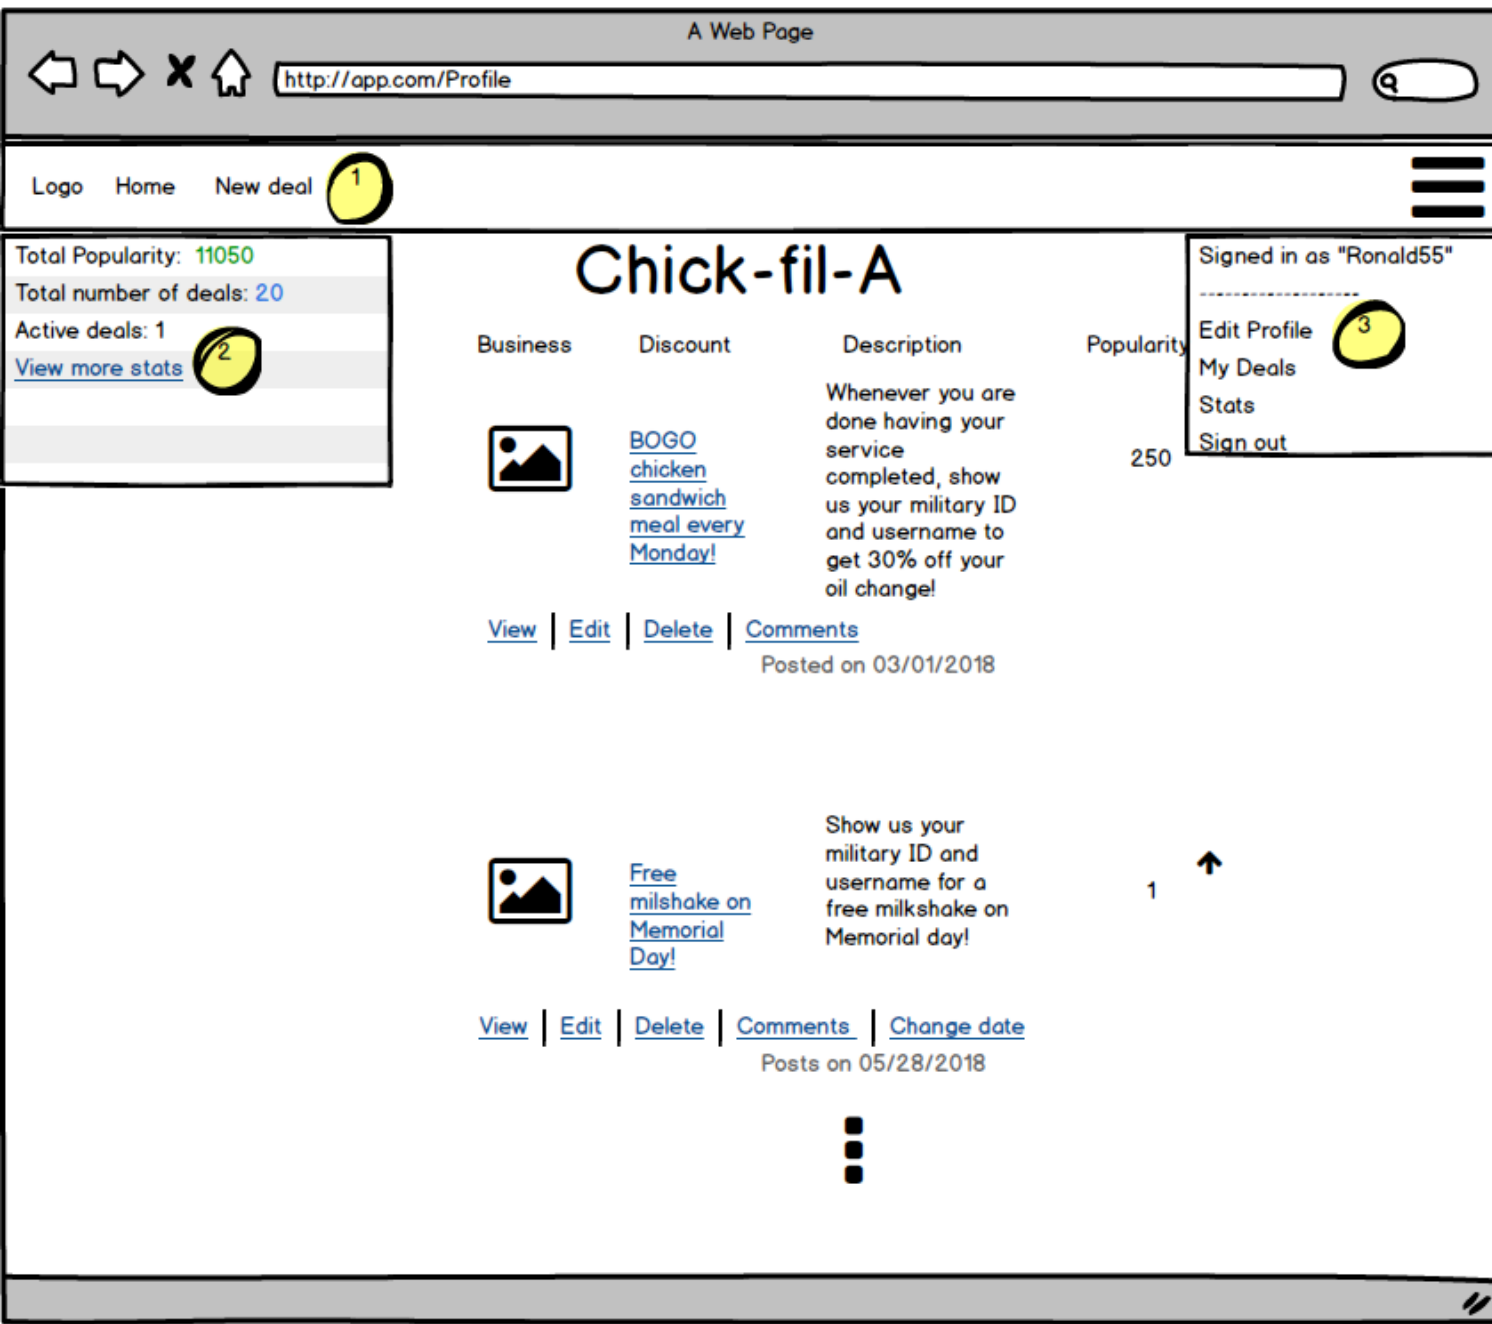 A Web Page
http://app.com/Profile
Logo Home New deal 1
Total Popularity: 11050
Total number of deals: 20
Active deals: 1
View more stats 2
Chick-fil-A
Signed in as "Ronald55"
--------------------
Edit Profile 3
My Deals
Stats
Sign out
Business Discount Description Popularity
BOGO
chicken
sandwich
meal every
Monday!
Whenever you are
done having your
service
completed, show
us your military ID
and username to
get 30% off your
oil change!
250
View Edit Delete Comments
Posted on 03/01/2018
Free
milshake on
Memorial
Day!
Show us your
military ID and
username for a
free milkshake on
Memorial day!
1
View Edit Delete Comments Change date
Posts on 05/28/2018